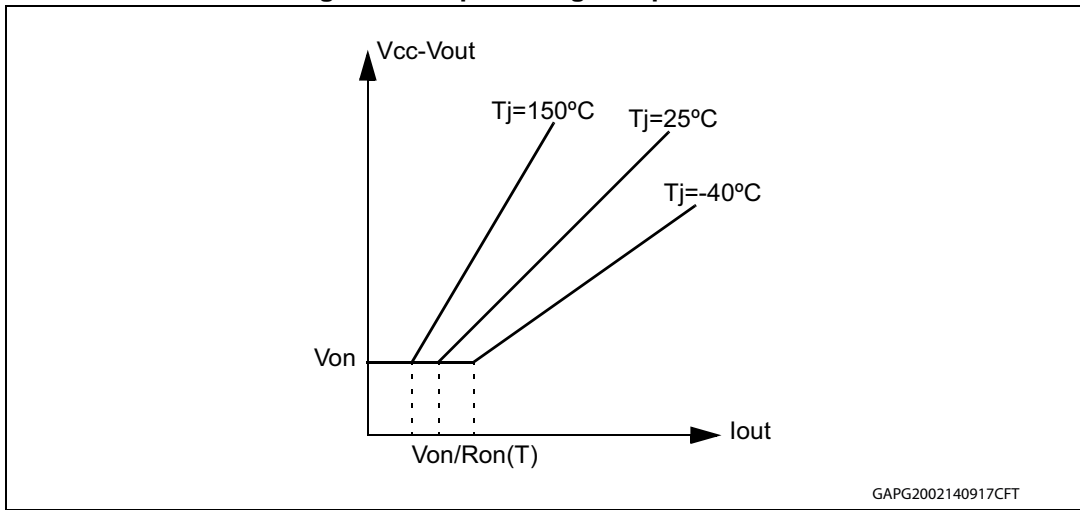 Vcc-Vout
Tj=150ºC
Tj=25ºC
Tj=-40ºC
Von
Iout
Von/Ron(T)
GAPG2002140917CFT